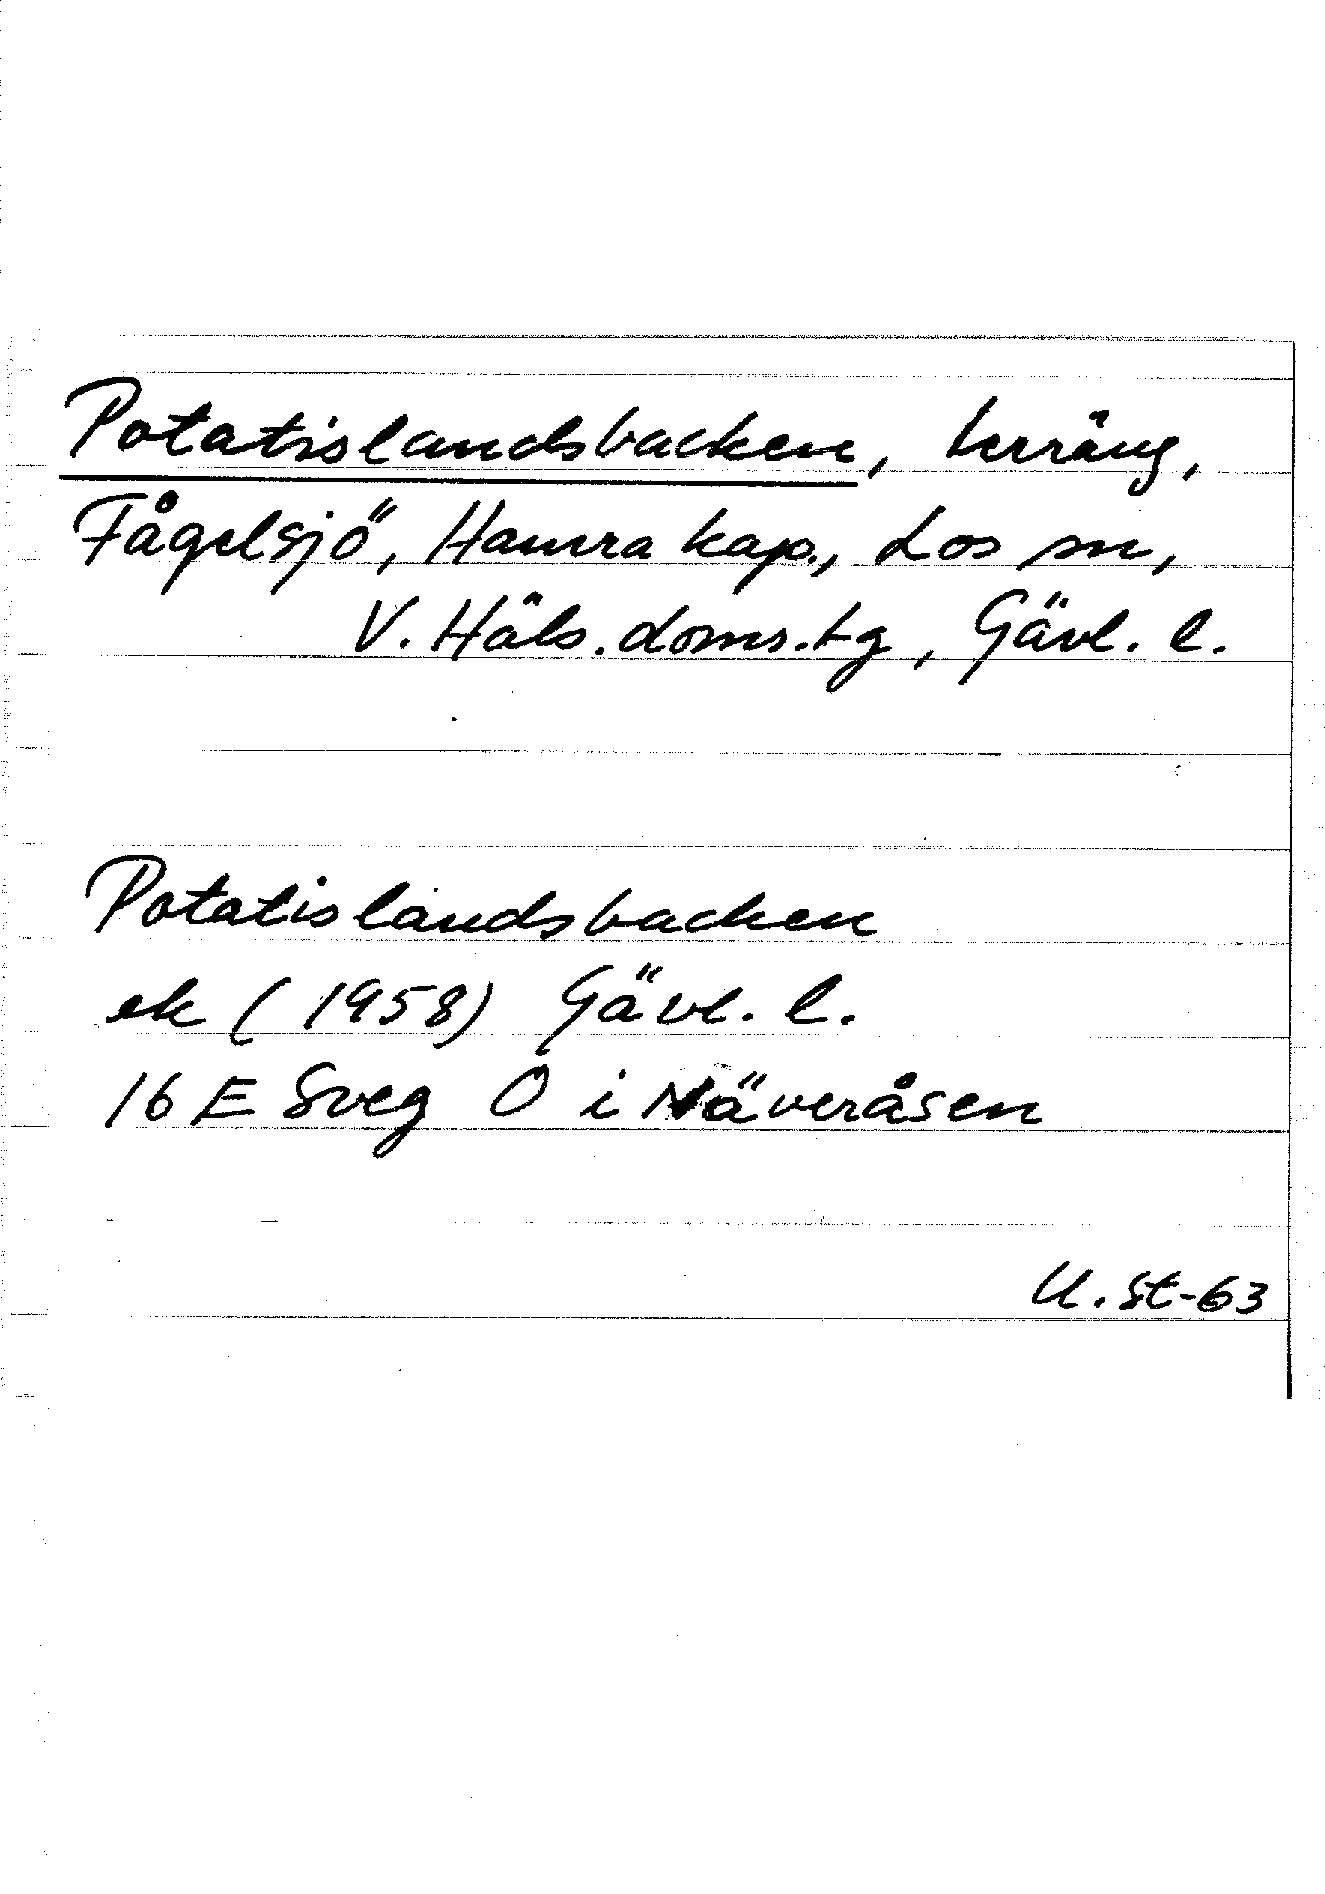 Potatislandsbacken, terräng,
Fågelsjö, Hamra kap., Los sn,
V. Häls. doms.tg, Gävl. l.
Potatislandsbacken
ek (1958) Gävl. l.
16 E Sveg O i Näveråsen
U. St-63